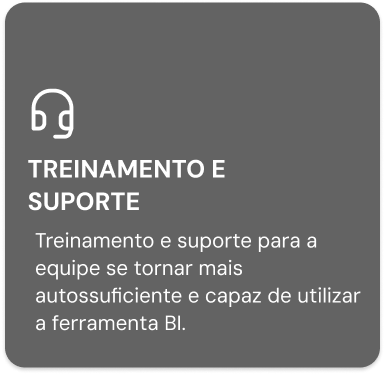 TREINAMENTO E
SUPORTE
Treinamento e suporte para a
equipe se tornar mais
autossuficiente e capaz de utilizar
a ferramenta BI.